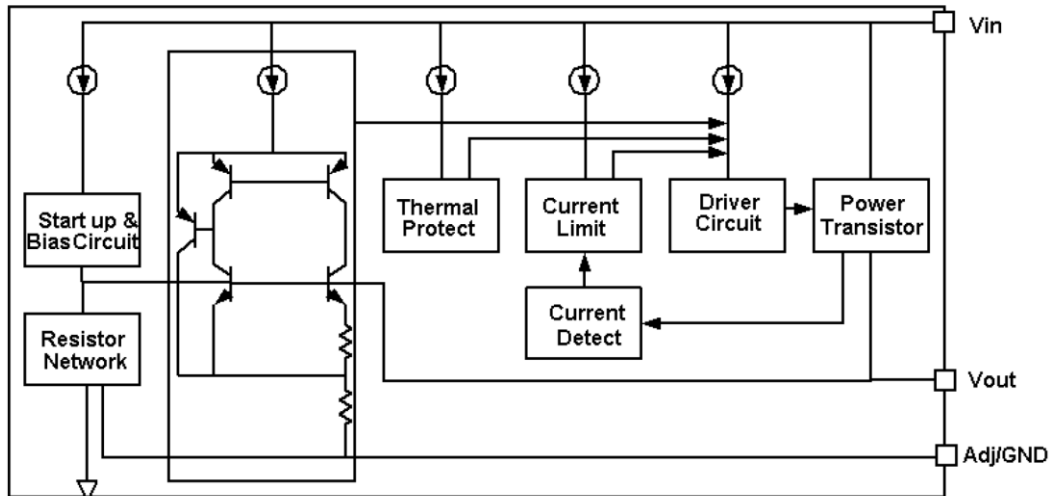 Vin
Start up &
Bias Circuit
Thermal
Protect
Current
Limit
Driver
Circuit
Power
Transistor
Resistor
Network
Current
Detect
Vout
Adj/GND